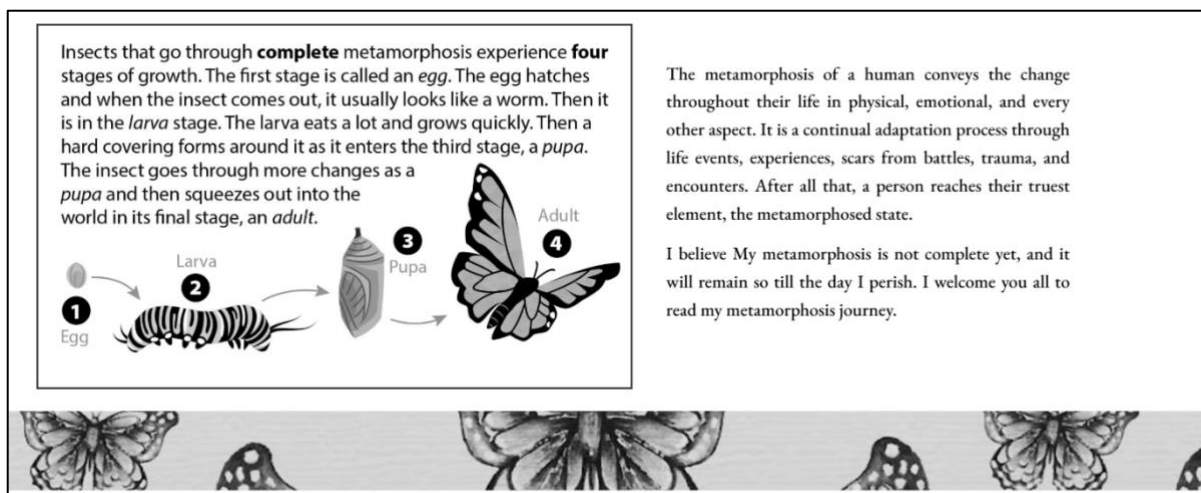 Insects that go through complete metamorphosis experience four
stages of growth. The first stage is called an egg. The egg hatches
and when the insect comes out, it usually looks like a worm. Then it
is in the larva stage. The larva eats a lot and grows quickly. Then a
hard covering forms around it as it enters the third stage, a pupa.
The insect goes through more changes as a
pupa and then squeezes out into the
world in its final stage, an adult.
1
Egg
Larva
2
3
Pupa
Adult
4
The metamorphosis of a human conveys the change
throughout their life in physical, emotional, and every
other aspect. It is a continual adaptation process through
life events, experiences, scars from battles, trauma, and
encounters. After all that, a person reaches their truest
element, the metamorphosed state.
I believe My metamorphosis is not complete yet, and it
will remain so till the day I perish. I welcome you all to
read my metamorphosis journey.